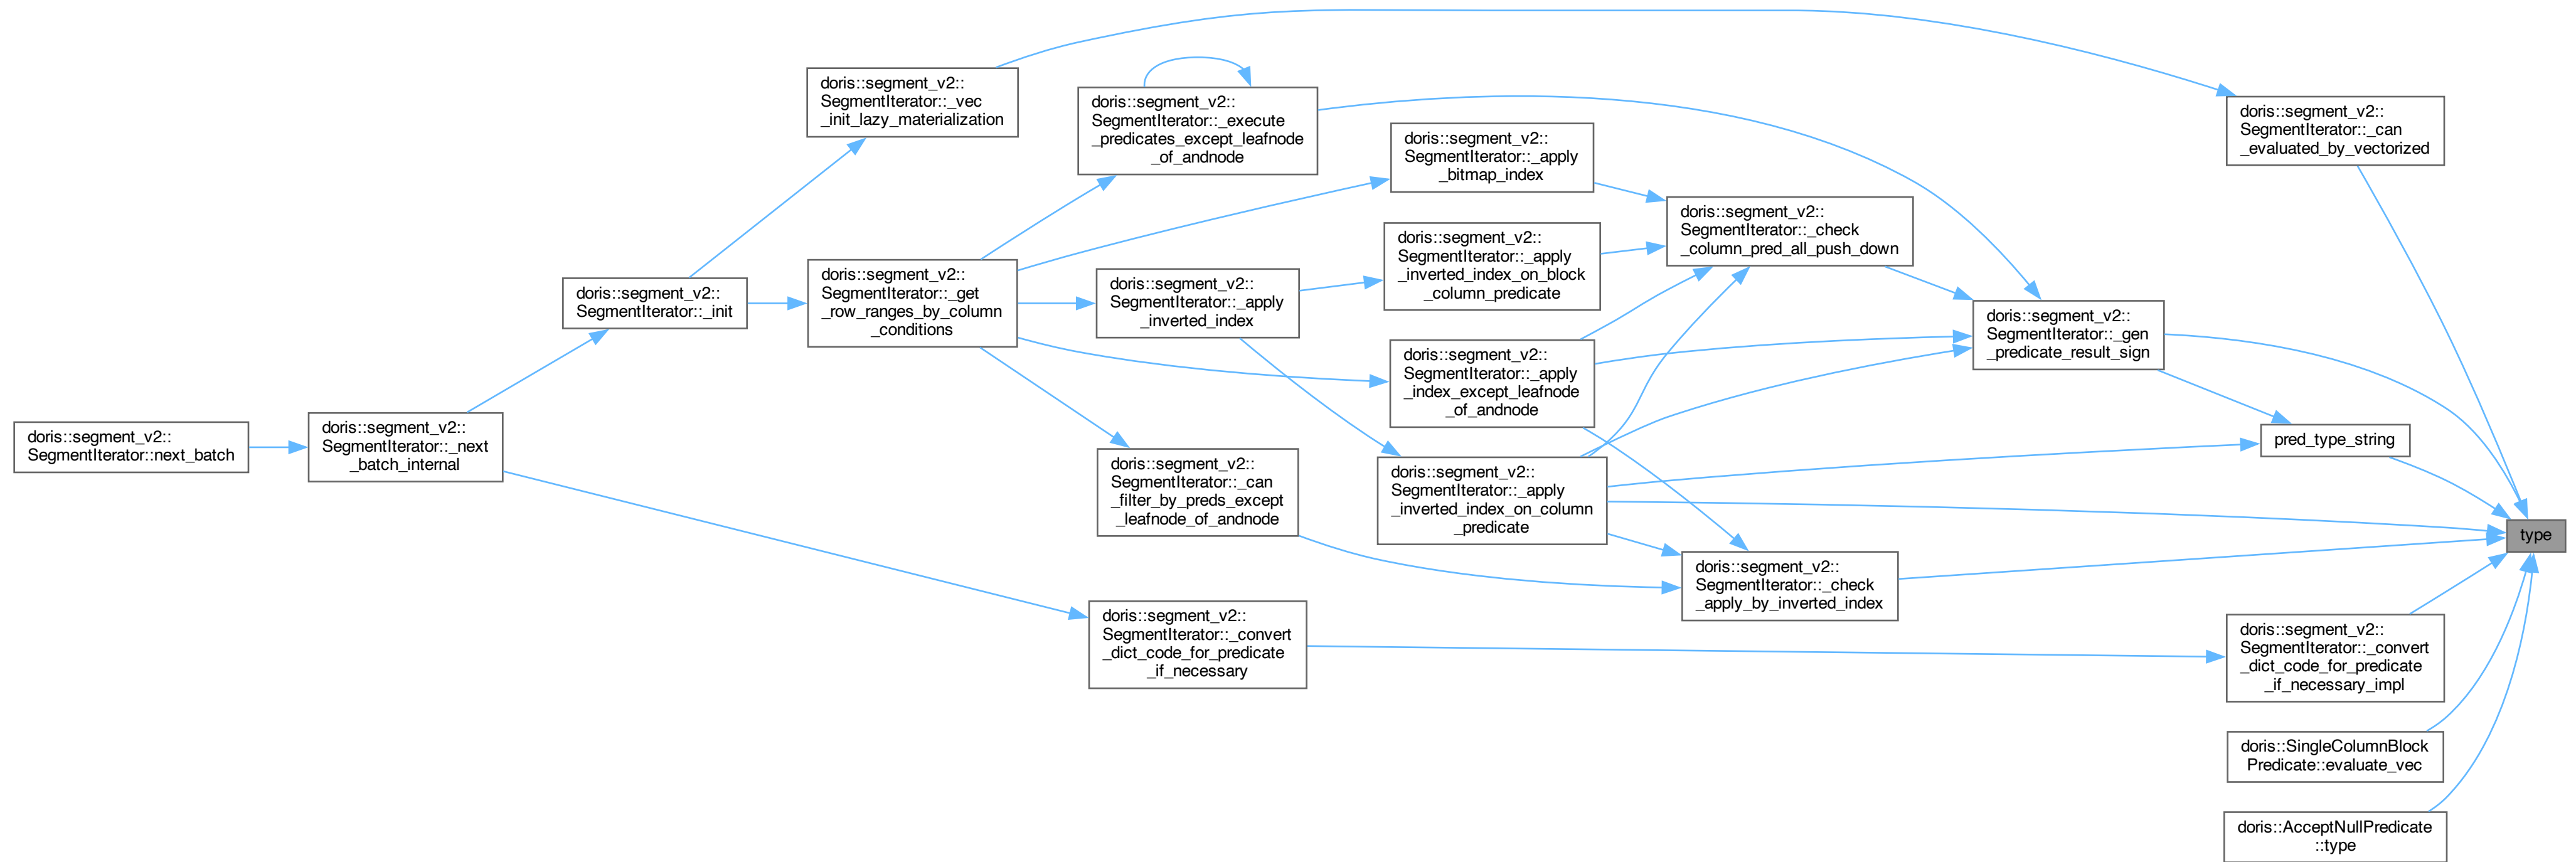 doris::segment_v2::
SegmentIterator::next_batch
doris::segment_v2::
SegmentIterator::_next
_batch_internal
doris::segment_v2::
SegmentIterator::_init
doris::segment_v2::
SegmentIterator::_vec
_init_lazy_materialization
doris::segment_v2::
SegmentIterator::_get
_row_ranges_by_column
_conditions
doris::segment_v2::
SegmentIterator::_execute
_predicates_except_leafnode
_of_andnode
doris::segment_v2::
SegmentIterator::_apply
_inverted_index
doris::segment_v2::
SegmentIterator::_can
_filter_by_preds_except
_leafnode_of_andnode
doris::segment_v2::
SegmentIterator::_convert
_dict_code_for_predicate
_if_necessary
doris::segment_v2::
SegmentIterator::_apply
_bitmap_index
doris::segment_v2::
SegmentIterator::_apply
_inverted_index_on_block
_column_predicate
doris::segment_v2::
SegmentIterator::_apply
_index_except_leafnode
_of_andnode
doris::segment_v2::
SegmentIterator::_apply
_inverted_index_on_column
_predicate
doris::segment_v2::
SegmentIterator::_check
_column_pred_all_push_down
doris::segment_v2::
SegmentIterator::_check
_apply_by_inverted_index
doris::segment_v2::
SegmentIterator::_gen
_predicate_result_sign
doris::segment_v2::
SegmentIterator::_can
_evaluated_by_vectorized
pred_type_string
doris::segment_v2::
SegmentIterator::_convert
_dict_code_for_predicate
_if_necessary_impl
doris::SingleColumnBlock
Predicate::evaluate_vec
doris::AcceptNullPredicate
::type
type